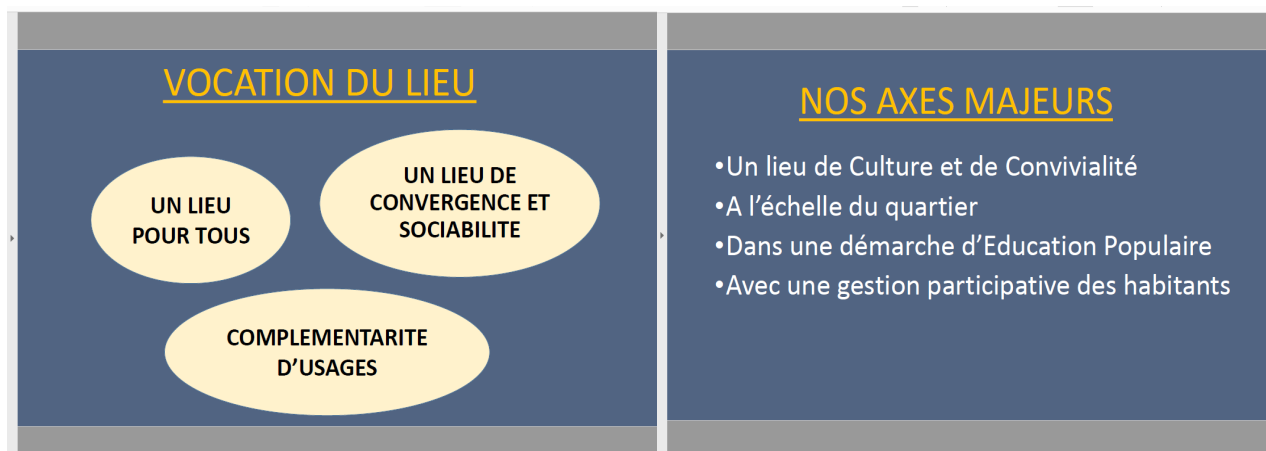 VOCATION DU LIEU
UN LIEU
POUR TOUS
UN LIEU DE
CONVERGENCE ET
SOCIABILITE
COMPLEMENTARITE
D’USAGES
NOS AXES MAJEURS
•Un lieu de Culture et de Convivialité
•A l’échelle du quartier
•Dans une démarche d’Education Populaire
•Avec une gestion participative des habitants